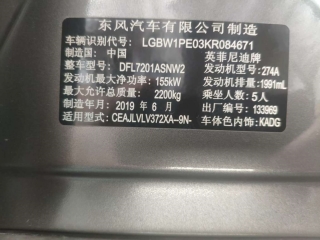 东风汽车有限公司制造
车辆识别代号: LGBW1PE03KR084671
制造国: 中国 英菲尼迪牌
整车型号: DFL7201ASNW2 发动机型号: 274A
发动机最大净功率: 155kW 发动机排量: 1991mL
最大允许总质量: 2200kg 乘坐人数: 5人
制造年月: 2019 年 6 月 出厂编号: 133969
适用型式: CEAJLVLV372XA--9N- 车体色内饰: KADG